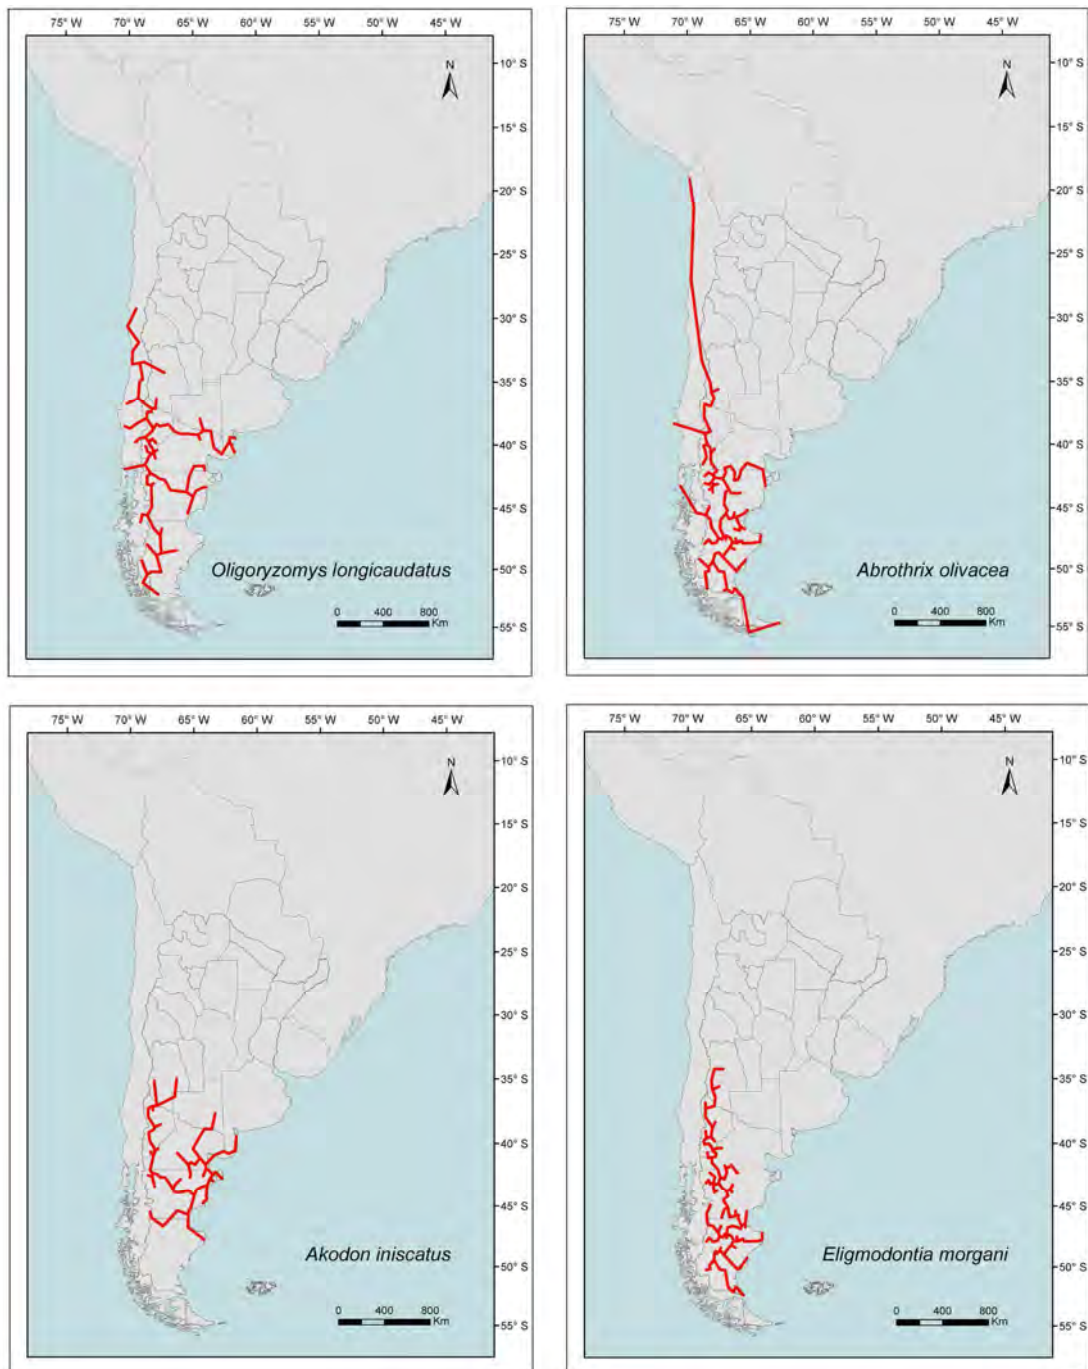 75° W 70° W 65° W 60° W 55° W 50° W 45° W
N
10° S
15° S
20° S
25° S
30° S
35° S
40° S
45° S
50° S
55° S
Oligoryzomys longicaudatus
0 400 800
Km
75° W 70° W 65° W 60° W 55° W 50° W 45° W
N
10° S
15° S
20° S
25° S
30° S
35° S
40° S
45° S
50° S
55° S
Abrothrix olivacea
0 400 800
Km
75° W 70° W 65° W 60° W 55° W 50° W 45° W
N
10° S
15° S
20° S
25° S
30° S
35° S
40° S
45° S
50° S
55° S
Akodon iniscatus
0 400 800
Km
75° W 70° W 65° W 60° W 55° W 50° W 45° W
N
10° S
15° S
20° S
25° S
30° S
35° S
40° S
45° S
50° S
55° S
Eligmodontia morgani
0 400 800
Km